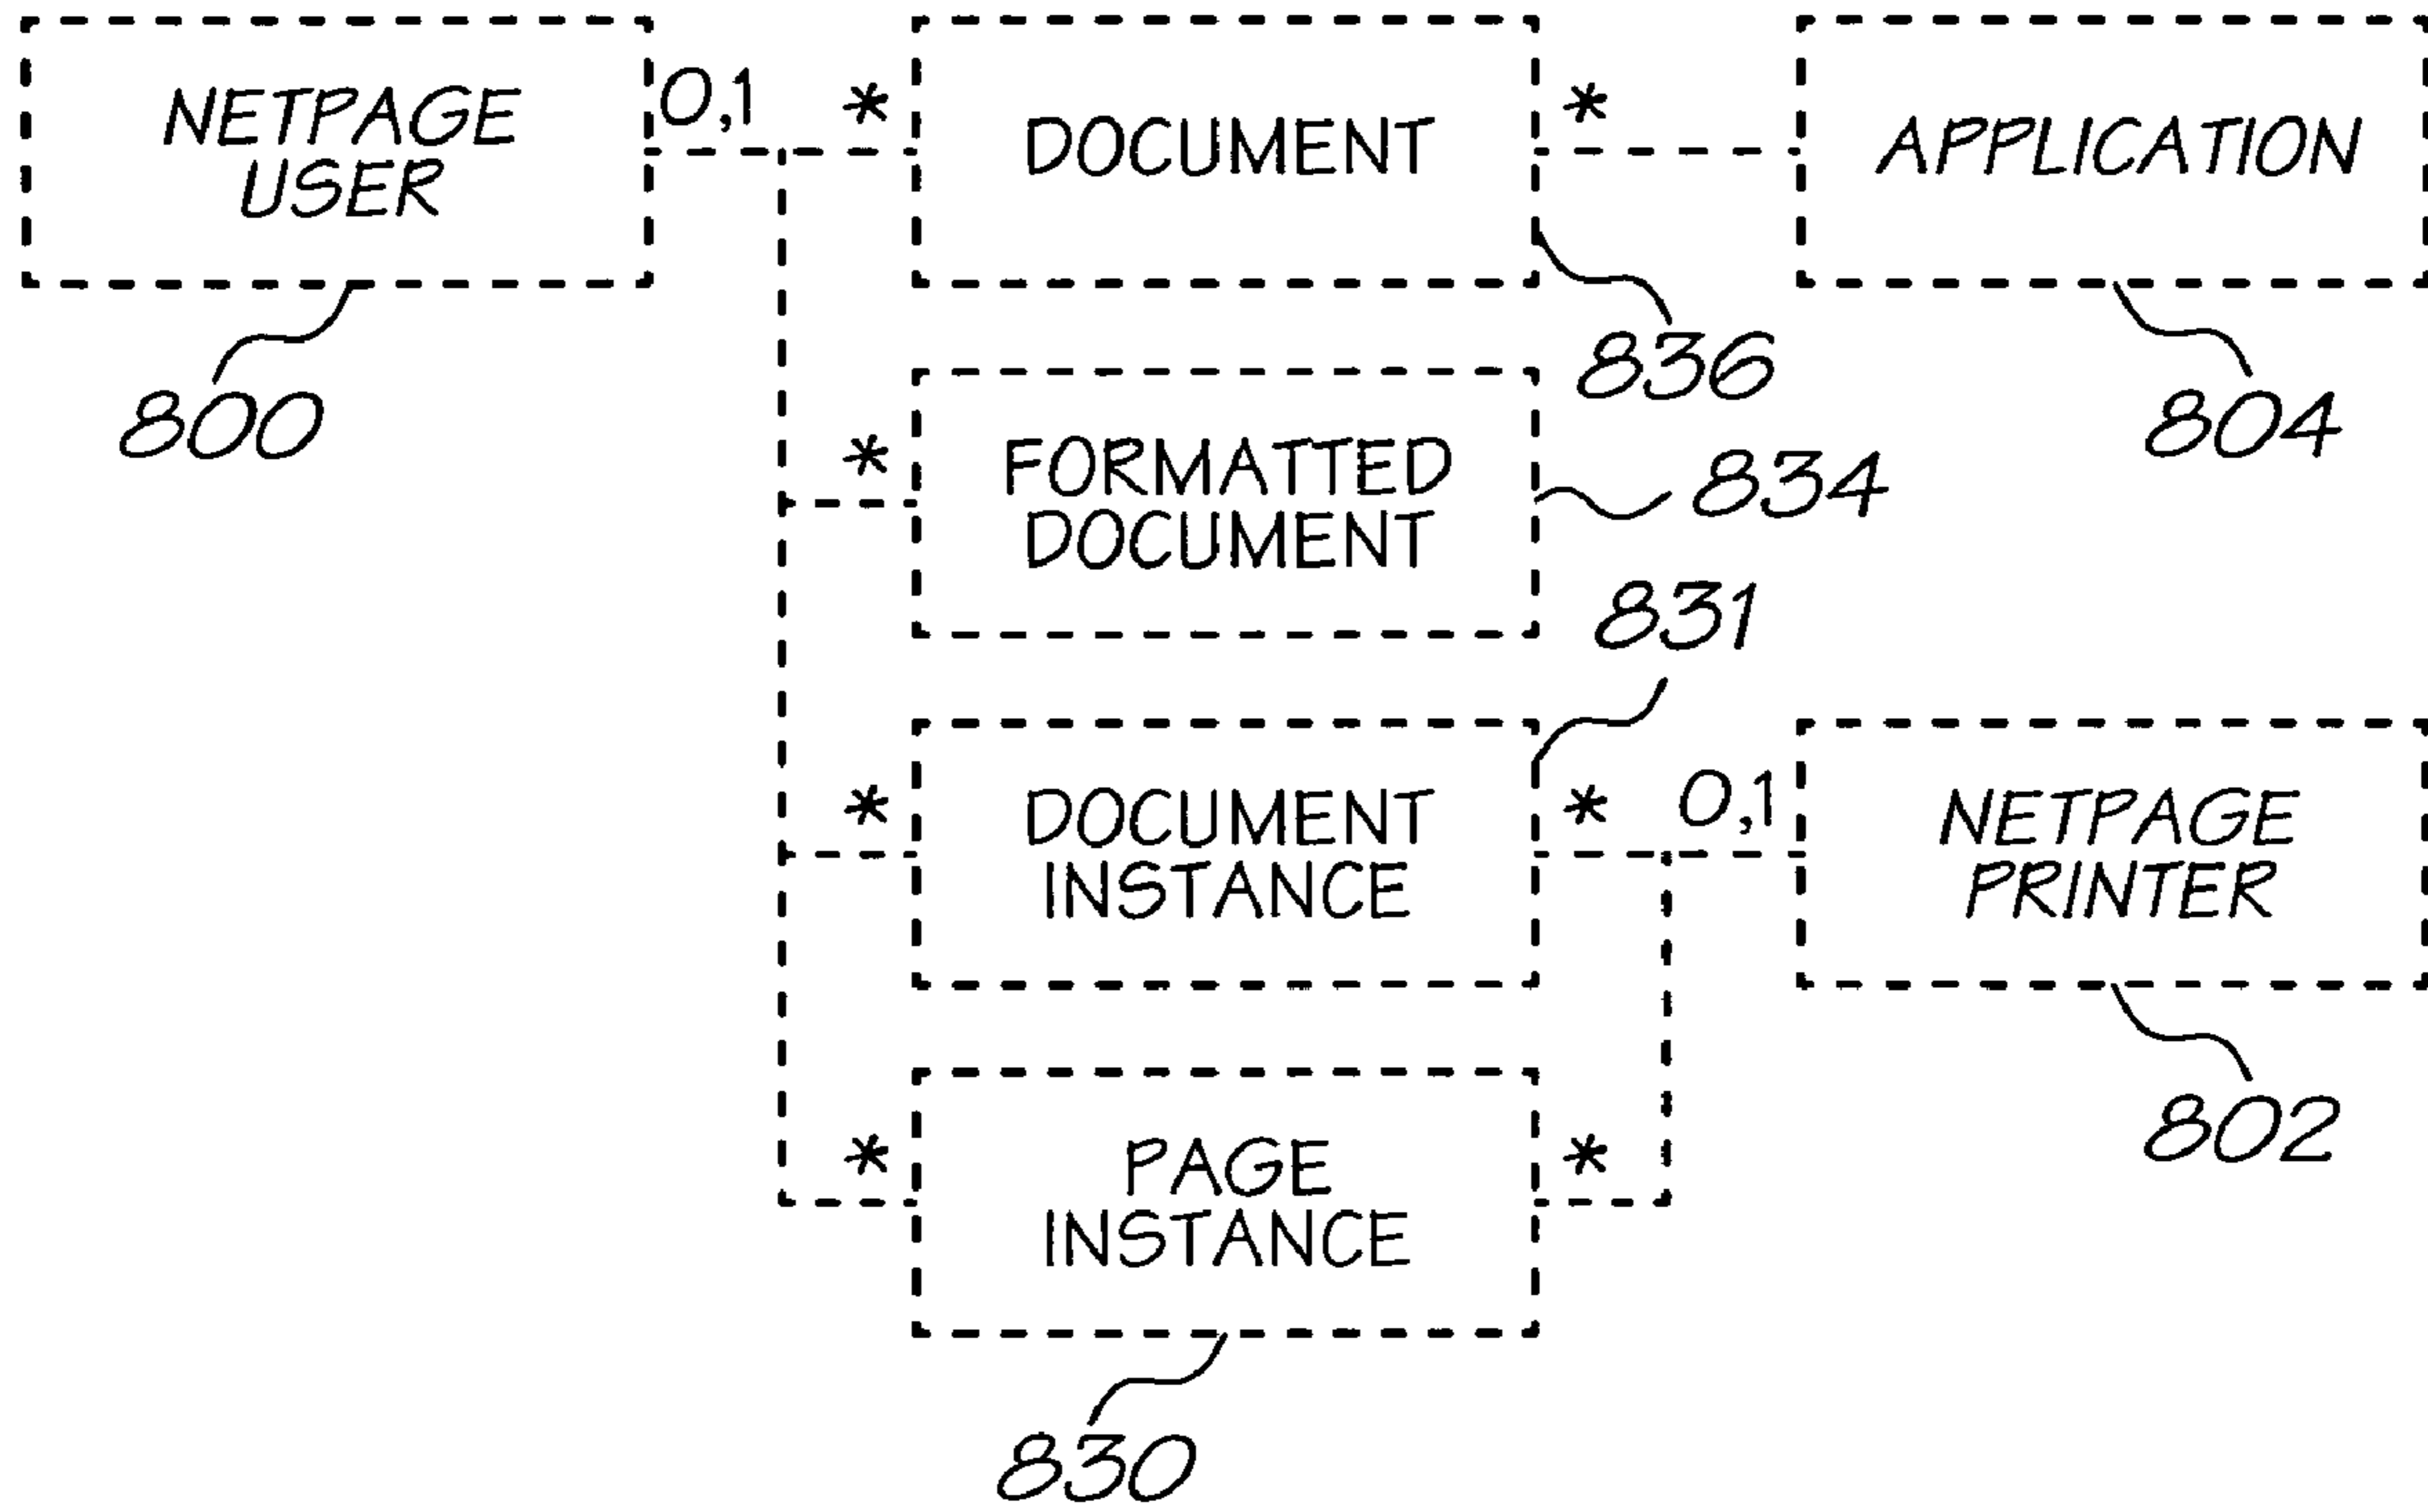 NETPAGE
USER
0,1
*
DOCUMENT
*
APPLICATION
800
836
804
*
FORMATTED
DOCUMENT
834
831
*
DOCUMENT
INSTANCE
*
0,1
NETPAGE
PRINTER
802
*
PAGE
INSTANCE
*
830